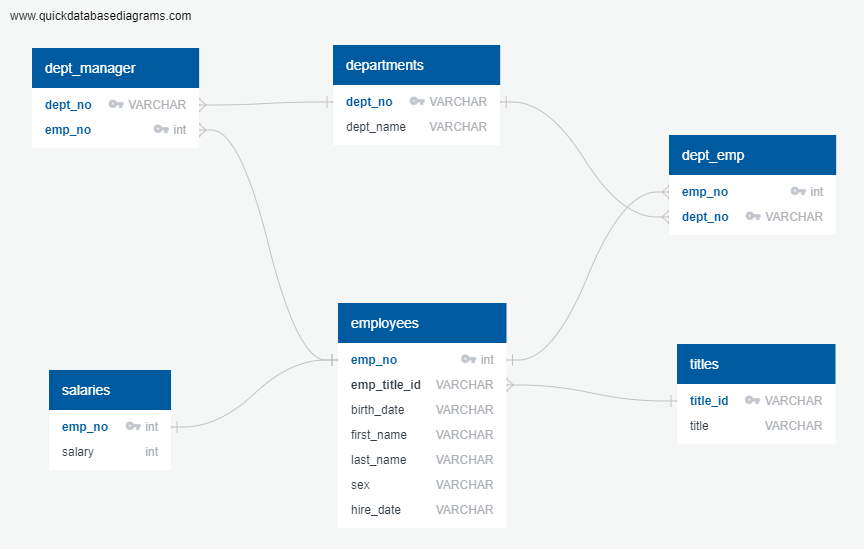 www.quickdatabasediagrams.com
dept_manager
dept_no VARCHAR
emp_no int
departments
dept_no VARCHAR
dept_name VARCHAR
dept_emp
emp_no int
dept_no VARCHAR
employees
emp_no int
emp_title_id VARCHAR
birth_date VARCHAR
first_name VARCHAR
last_name VARCHAR
sex VARCHAR
hire_date VARCHAR
titles
title_id VARCHAR
title VARCHAR
salaries
emp_no int
salary int